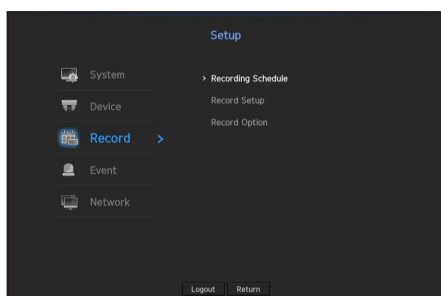 Setup
System
Device
Record >
Event
Network
> Recording Schedule
Record Setup
Record Option
Logout Return